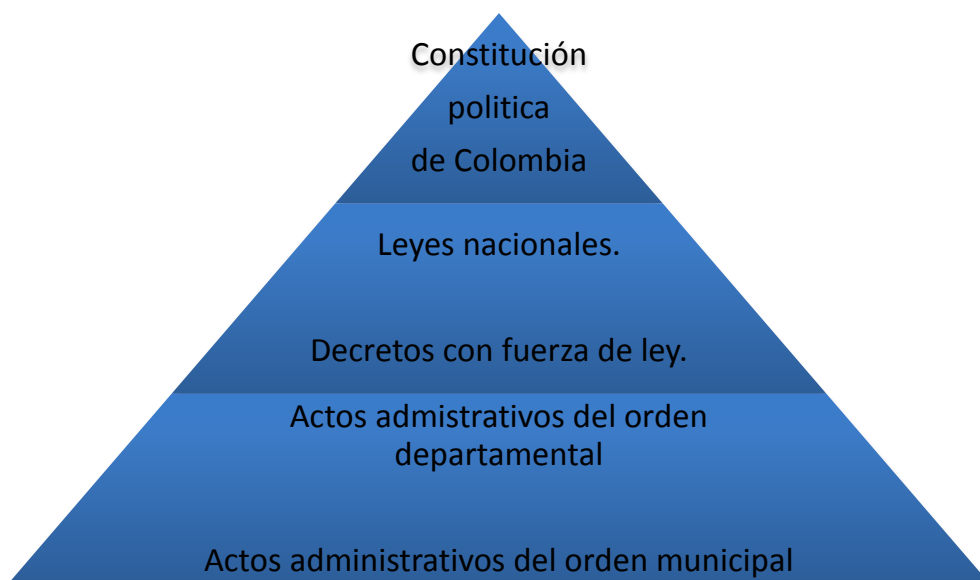 Constitución
politica
de Colombia
Leyes nacionales.
Decretos con fuerza de ley.
Actos admistrativos del orden
departamental
Actos administrativos del orden municipal